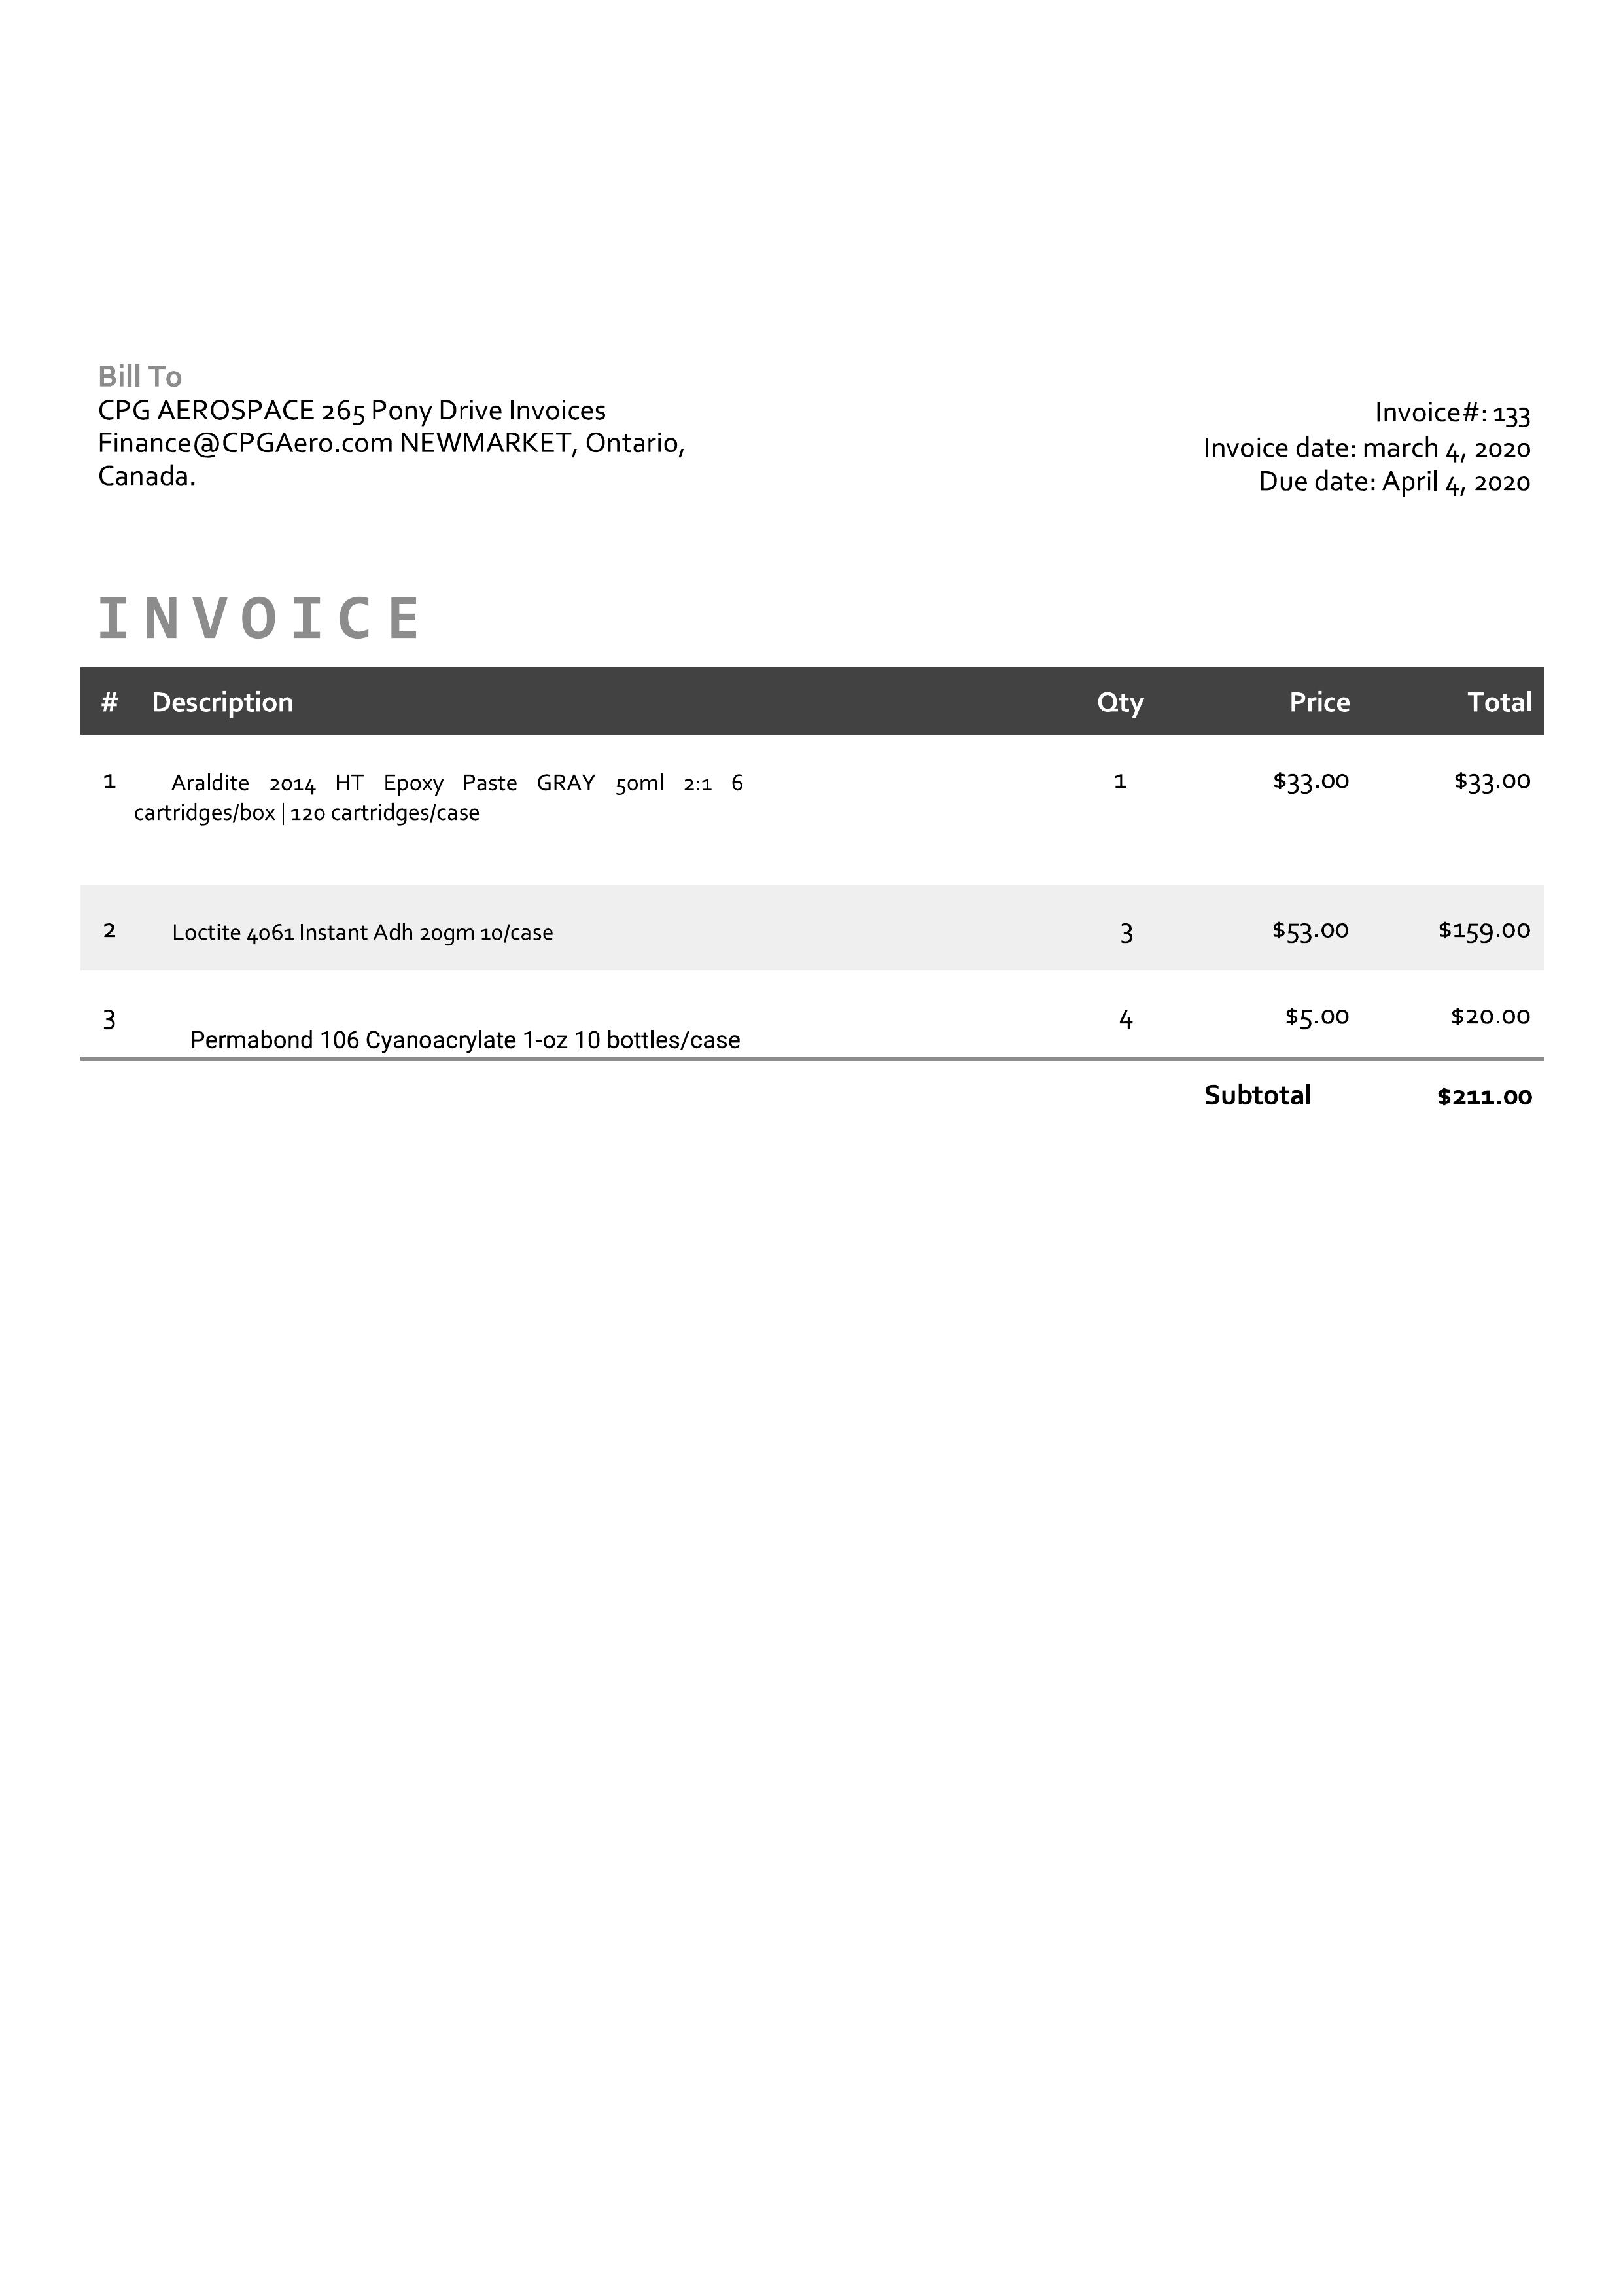 Bill To
CPG AEROSPACE 265 Pony Drive Invoices
Finance@CPGAero.com NEWMARKET, Ontario,
Canada.
Invoice#: 133
Invoice date: march 4, 2020
Due date: April 4, 2020
INVOICE
# Description Qty Price Total
1 Araldite 2014 HT Epoxy Paste GRAY 50ml 2:1 6 1 $33.00 $33.00
cartridges/box | 120 cartridges/case
2 Loctite 4061 Instant Adh 20gm 10/case 3 $53.00 $159.00
3 4 $5.00 $20.00
Permabond 106 Cyanoacrylate 1-oz 10 bottles/case
Subtotal $211.00